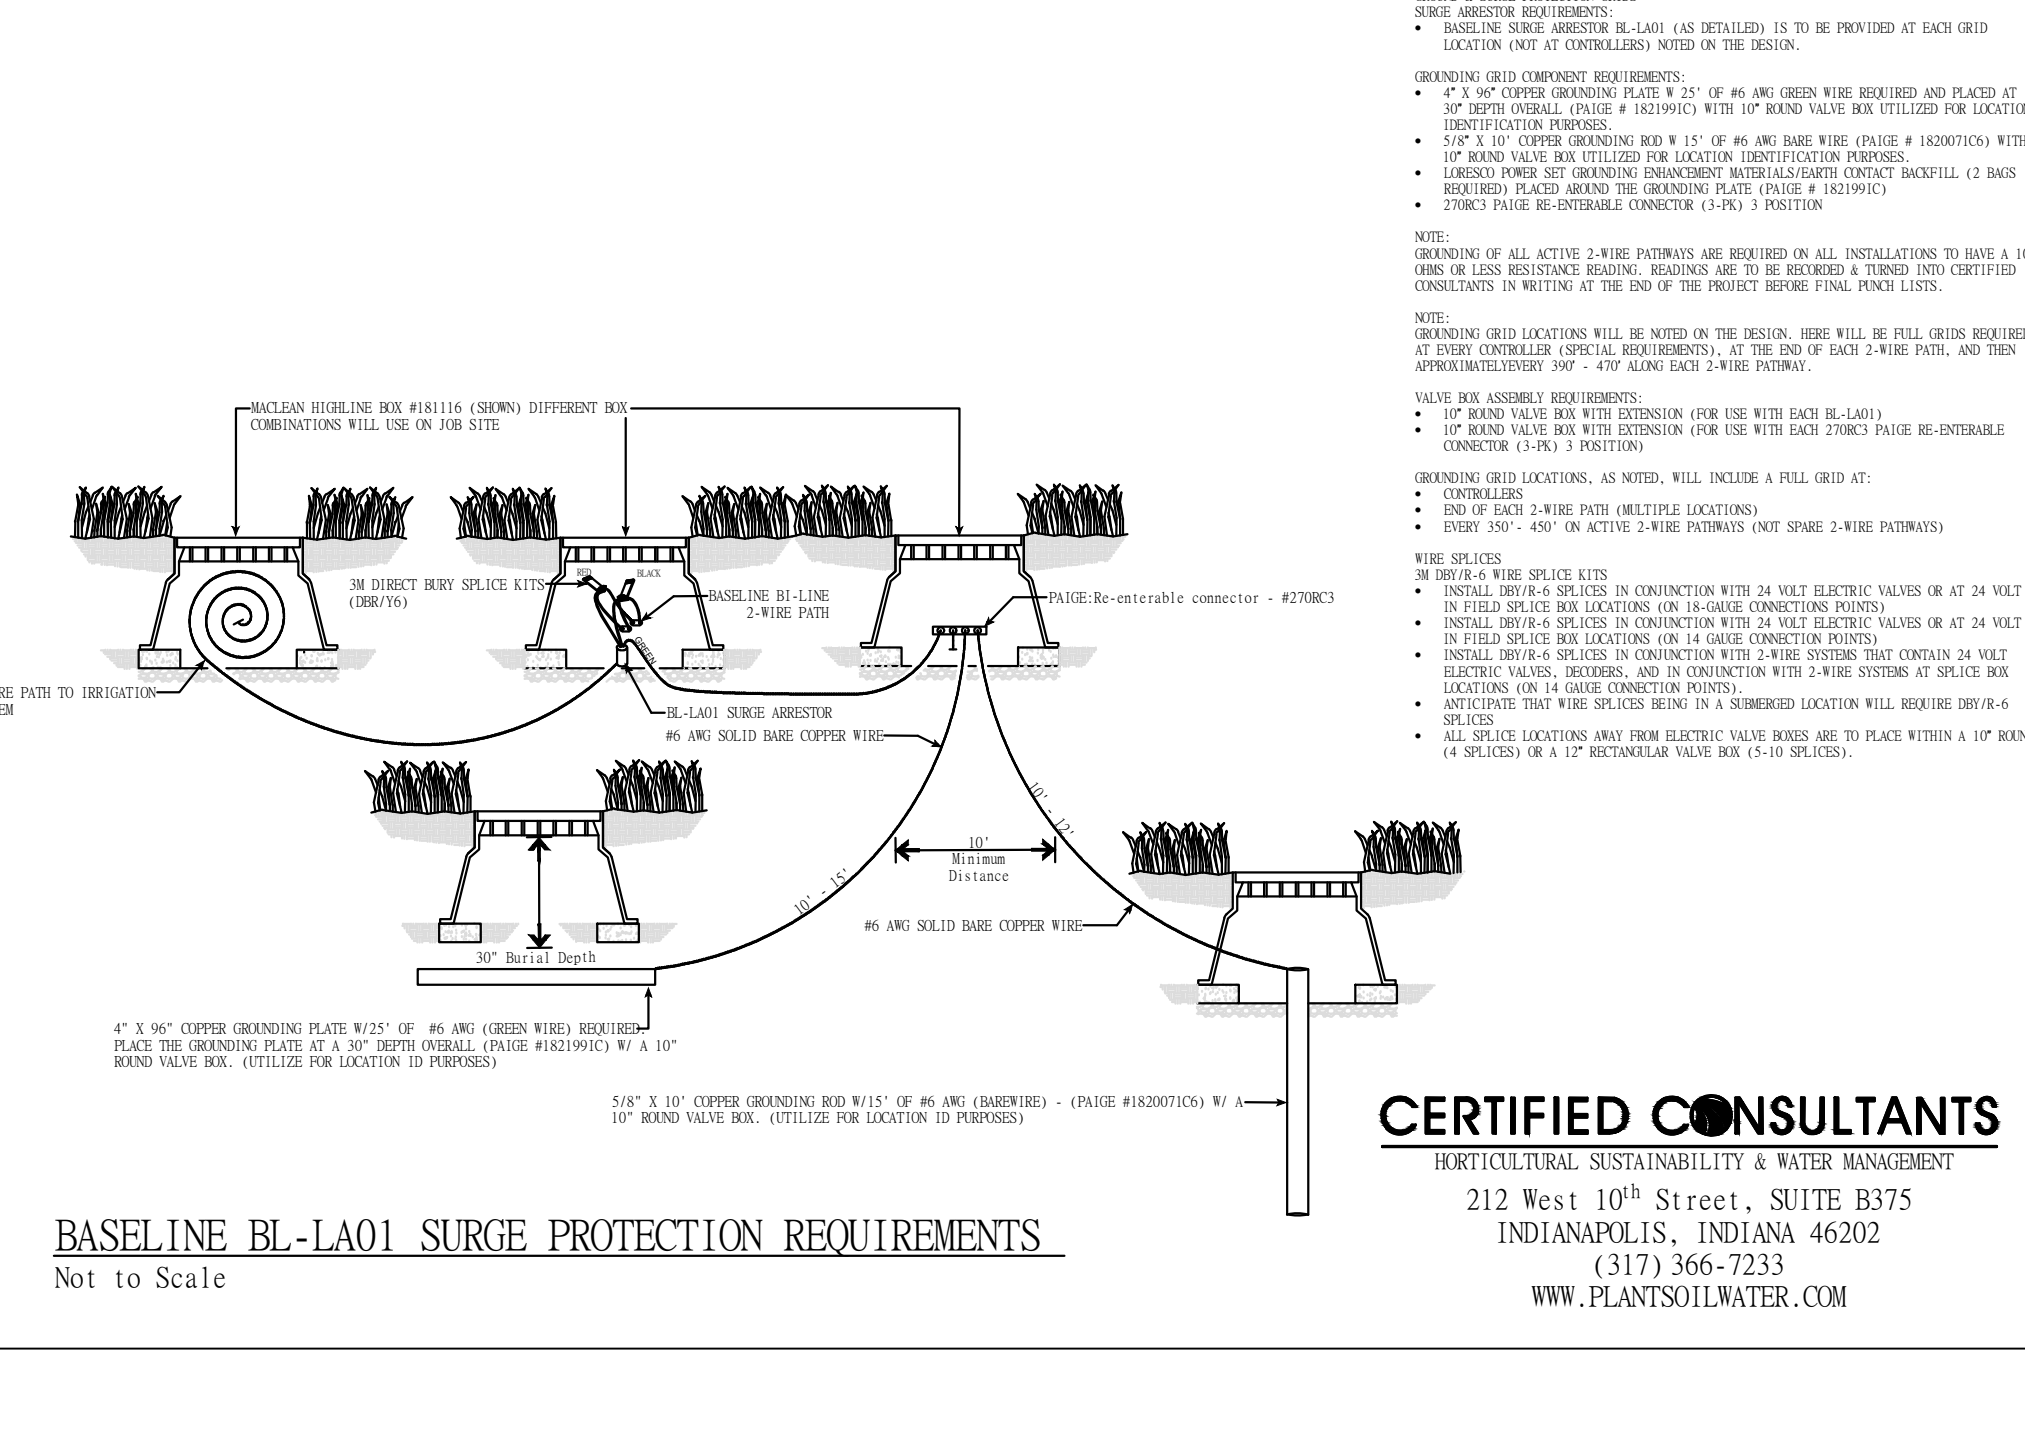 SURGE ARRESTOR REQUIREMENTS:
• BASELINE SURGE ARRESTOR BL-LA01 (AS DETAILED) IS TO BE PROVIDED AT EACH GRID
LOCATION (NOT AT CONTROLLERS) NOTED ON THE DESIGN.
GROUNDING GRID COMPONENT REQUIREMENTS:
• 4" X 96" COPPER GROUNDING PLATE W 25' OF #6 AWG GREEN WIRE REQUIRED AND PLACED AT
30" DEPTH OVERALL (PAIGE # 182199IC) WITH 10" ROUND VALVE BOX UTILIZED FOR
IDENTIFICATION PURPOSES.
• 5/8" X 10' COPPER GROUNDING ROD W 15' OF #6 AWG BARE WIRE (PAIGE # 1820071C6) WITH
10" ROUND VALVE BOX UTILIZED FOR LOCATION IDENTIFICATION PURPOSES.
• LORESCO POWER SET GROUNDING ENHANCEMENT MATERIALS/EARTH CONTACT BACKFILL (2 BAGS
REQUIRED) PLACED AROUND THE GROUNDING PLATE (PAIGE # 182199IC)
• 270RC3 PAIGE RE-ENTERABLE CONNECTOR (3-PK) 3 POSITION
NOTE:
GROUNDING OF ALL ACTIVE 2-WIRE PATHWAYS ARE REQUIRED ON ALL INSTALLATIONS TO HAVE A
OHMS OR LESS RESISTANCE READING. READINGS ARE TO BE RECORDED & TURNED INTO CERTIFIED
CONSULTANTS IN WRITING AT THE END OF THE PROJECT BEFORE FINAL PUNCH LISTS.
NOTE:
GROUNDING GRID LOCATIONS WILL BE NOTED ON THE DESIGN. HERE WILL BE FULL GRIDS
AT EVERY CONTROLLER (SPECIAL REQUIREMENTS), AT THE END OF EACH 2-WIRE PATH, AND THEN
APPROXIMATELYEVERY 390' - 470' ALONG EACH 2-WIRE PATHWAY.
VALVE BOX ASSEMBLY REQUIREMENTS:
• 10" ROUND VALVE BOX WITH EXTENSION (FOR USE WITH EACH BL-LA01)
• 10" ROUND VALVE BOX WITH EXTENSION (FOR USE WITH EACH 270RC3 PAIGE RE-ENTERABLE
CONNECTOR (3-PK) 3 POSITION)
GROUNDING GRID LOCATIONS, AS NOTED, WILL INCLUDE A FULL GRID AT:
• CONTROLLERS
• END OF EACH 2-WIRE PATH (MULTIPLE LOCATIONS)
• EVERY 350'- 450' ON ACTIVE 2-WIRE PATHWAYS (NOT SPARE 2-WIRE PATHWAYS)
WIRE SPLICES
3M DBY/R-6 WIRE SPLICE KITS
• INSTALL DBY/R-6 SPLICES IN CONJUNCTION WITH 24 VOLT ELECTRIC VALVES OR AT 24 VOLT
IN FIELD SPLICE BOX LOCATIONS (ON 18-GAUGE CONNECTIONS POINTS)
• INSTALL DBY/R-6 SPLICES IN CONJUNCTION WITH 24 VOLT ELECTRIC VALVES OR AT 24 VOLT
IN FIELD SPLICE BOX LOCATIONS (ON 14 GAUGE CONNECTION POINTS)
• INSTALL DBY/R-6 SPLICES IN CONJUNCTION WITH 2-WIRE SYSTEMS THAT CONTAIN 24 VOLT
ELECTRIC VALVES, DECODERS, AND IN CONJUNCTION WITH 2-WIRE SYSTEMS AT SPLICE BOX
LOCATIONS (ON 14 GAUGE CONNECTION POINTS).
• ANTICIPATE THAT WIRE SPLICES BEING IN A SUBMERGED LOCATION WILL REQUIRE DBY/R-6
SPLICES
• ALL SPLICE LOCATIONS AWAY FROM ELECTRIC VALVE BOXES ARE TO PLACE WITHIN A 10"
(4 SPLICES) OR A 12" RECTANGULAR VALVE BOX (5-10 SPLICES).
MACLEAN HIGHLINE BOX #181116 (SHOWN) DIFFERENT BOX
COMBINATIONS WILL USE ON JOB SITE
RED
BLACK
3M DIRECT BURY SPLICE KITS
(DBR/Y6)
BASELINE BI-LINE
2-WIRE PATH
PAIGE:Re-enterable connector - #270RC3
GREEN
PATH TO IRRIGATION
BL-LA01 SURGE ARRESTOR
#6 AWG SOLID BARE COPPER WIRE
10' - 12'
10'
Minimum
Distance
10' - 15'
#6 AWG SOLID BARE COPPER WIRE
30" Burial Depth
4" X 96" COPPER GROUNDING PLATE W/25' OF #6 AWG (GREEN WIRE) REQUIRED.
PLACE THE GROUNDING PLATE AT A 30" DEPTH OVERALL (PAIGE #182199IC) W/ A 10"
ROUND VALVE BOX. (UTILIZE FOR LOCATION ID PURPOSES)
5/8" X 10' COPPER GROUNDING ROD W/15' OF #6 AWG (BAREWIRE) - (PAIGE #1820071C6) W/ A
10" ROUND VALVE BOX. (UTILIZE FOR LOCATION ID PURPOSES)
CERTIFIED CONSULTANTS
HORTICULTURAL SUSTAINABILITY & WATER MANAGEMENT
212 West 10th Street, SUITE B375
INDIANAPOLIS, INDIANA 46202
(317) 366-7233
WWW.PLANTSOILWATER.COM
BASELINE BL-LA01 SURGE PROTECTION REQUIREMENTS
Not to Scale